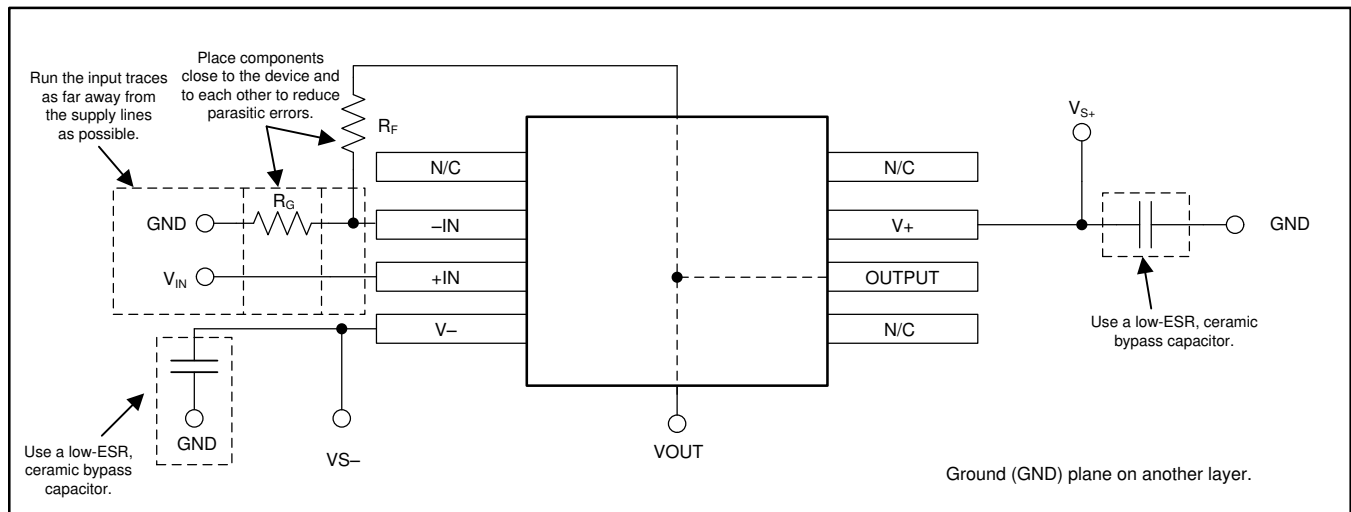 Run the input traces
as far away from
the supply lines
as possible.
Place components
close to the device and
to each other to reduce
parasitic errors.
RF
VS+
N/C
N/C
RG
GND
–IN
V+
GND
VIN
+IN
OUTPUT
V–
N/C
Use a low-ESR, ceramic
bypass capacitor.
GND
VS–
VOUT
Use a low-ESR,
ceramic bypass
capacitor.
Ground (GND) plane on another layer.